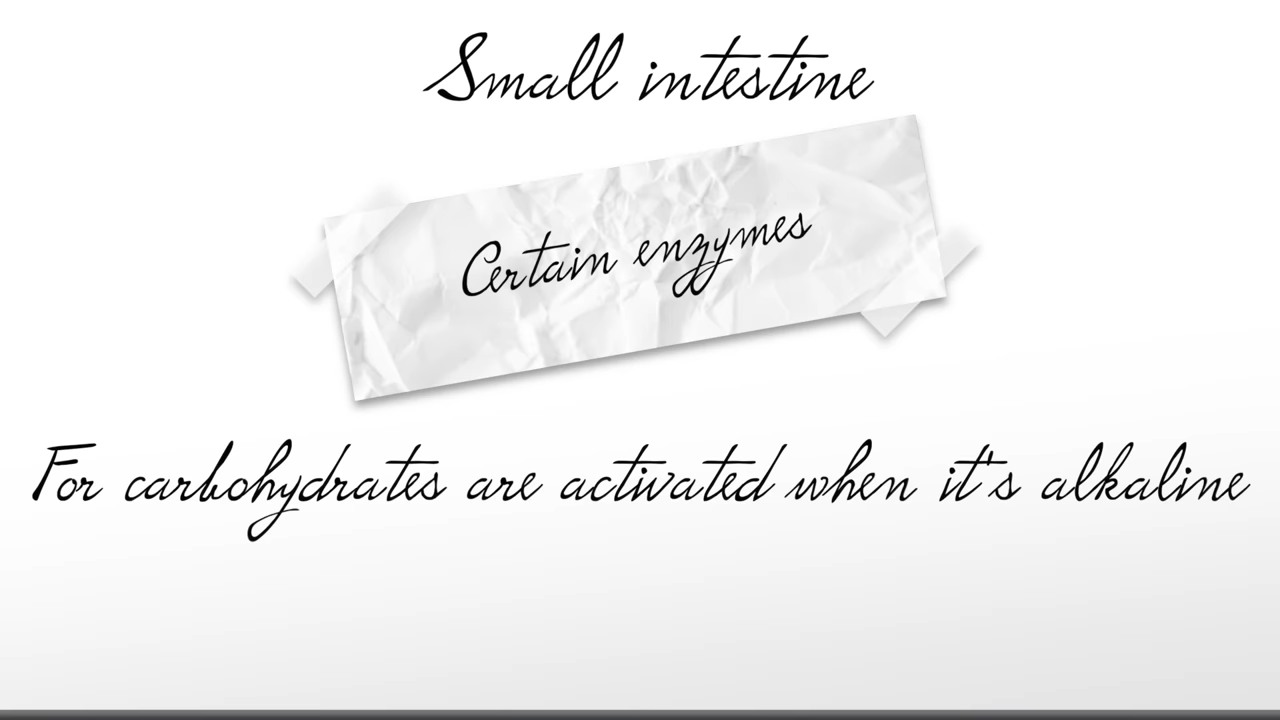 Small intestine
Certain enzymes
For carbohydrates are activated when it's alkaline